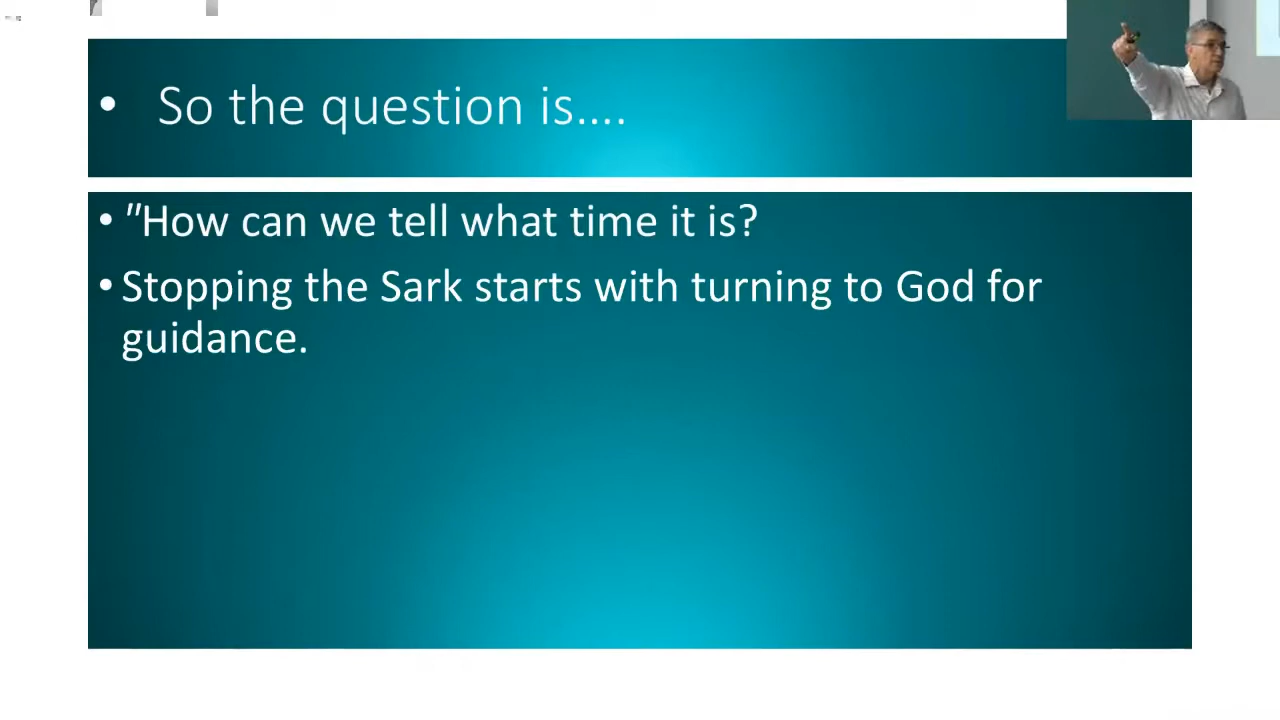 • So the question is....
• "How can we tell what time it is?
• Stopping the Sark starts with turning to God for
guidance.